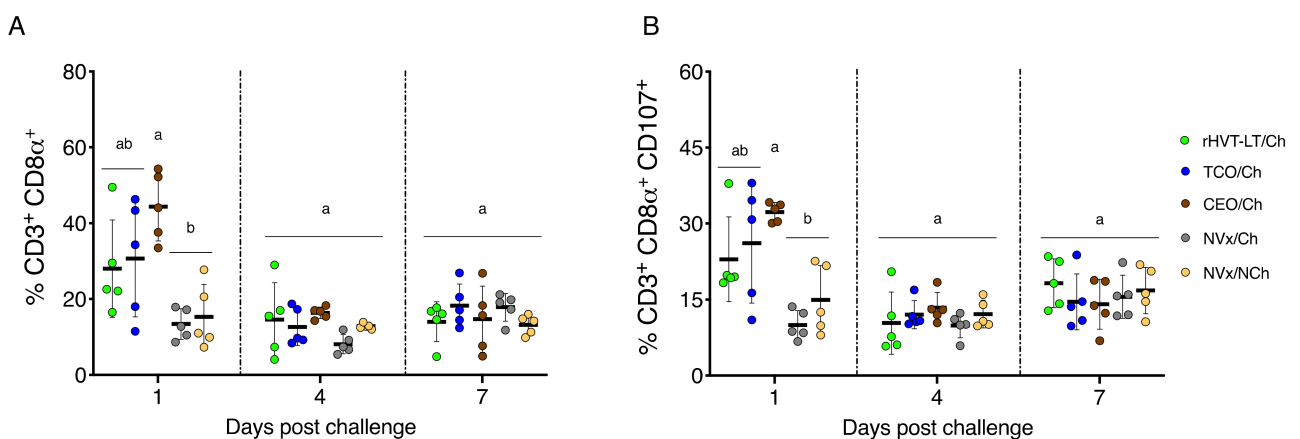 A
% CD3+ CD8α+
80
60
40
20
0
ab
a
b
a
a
1
4
7
Days post challenge
B
% CD3+ CD8α+ CD107+
60
45
30
15
0
ab
a
b
a
a
1
4
7
Days post challenge
rHVT-LT/Ch
TCO/Ch
CEO/Ch
NVx/Ch
NVx/NCh